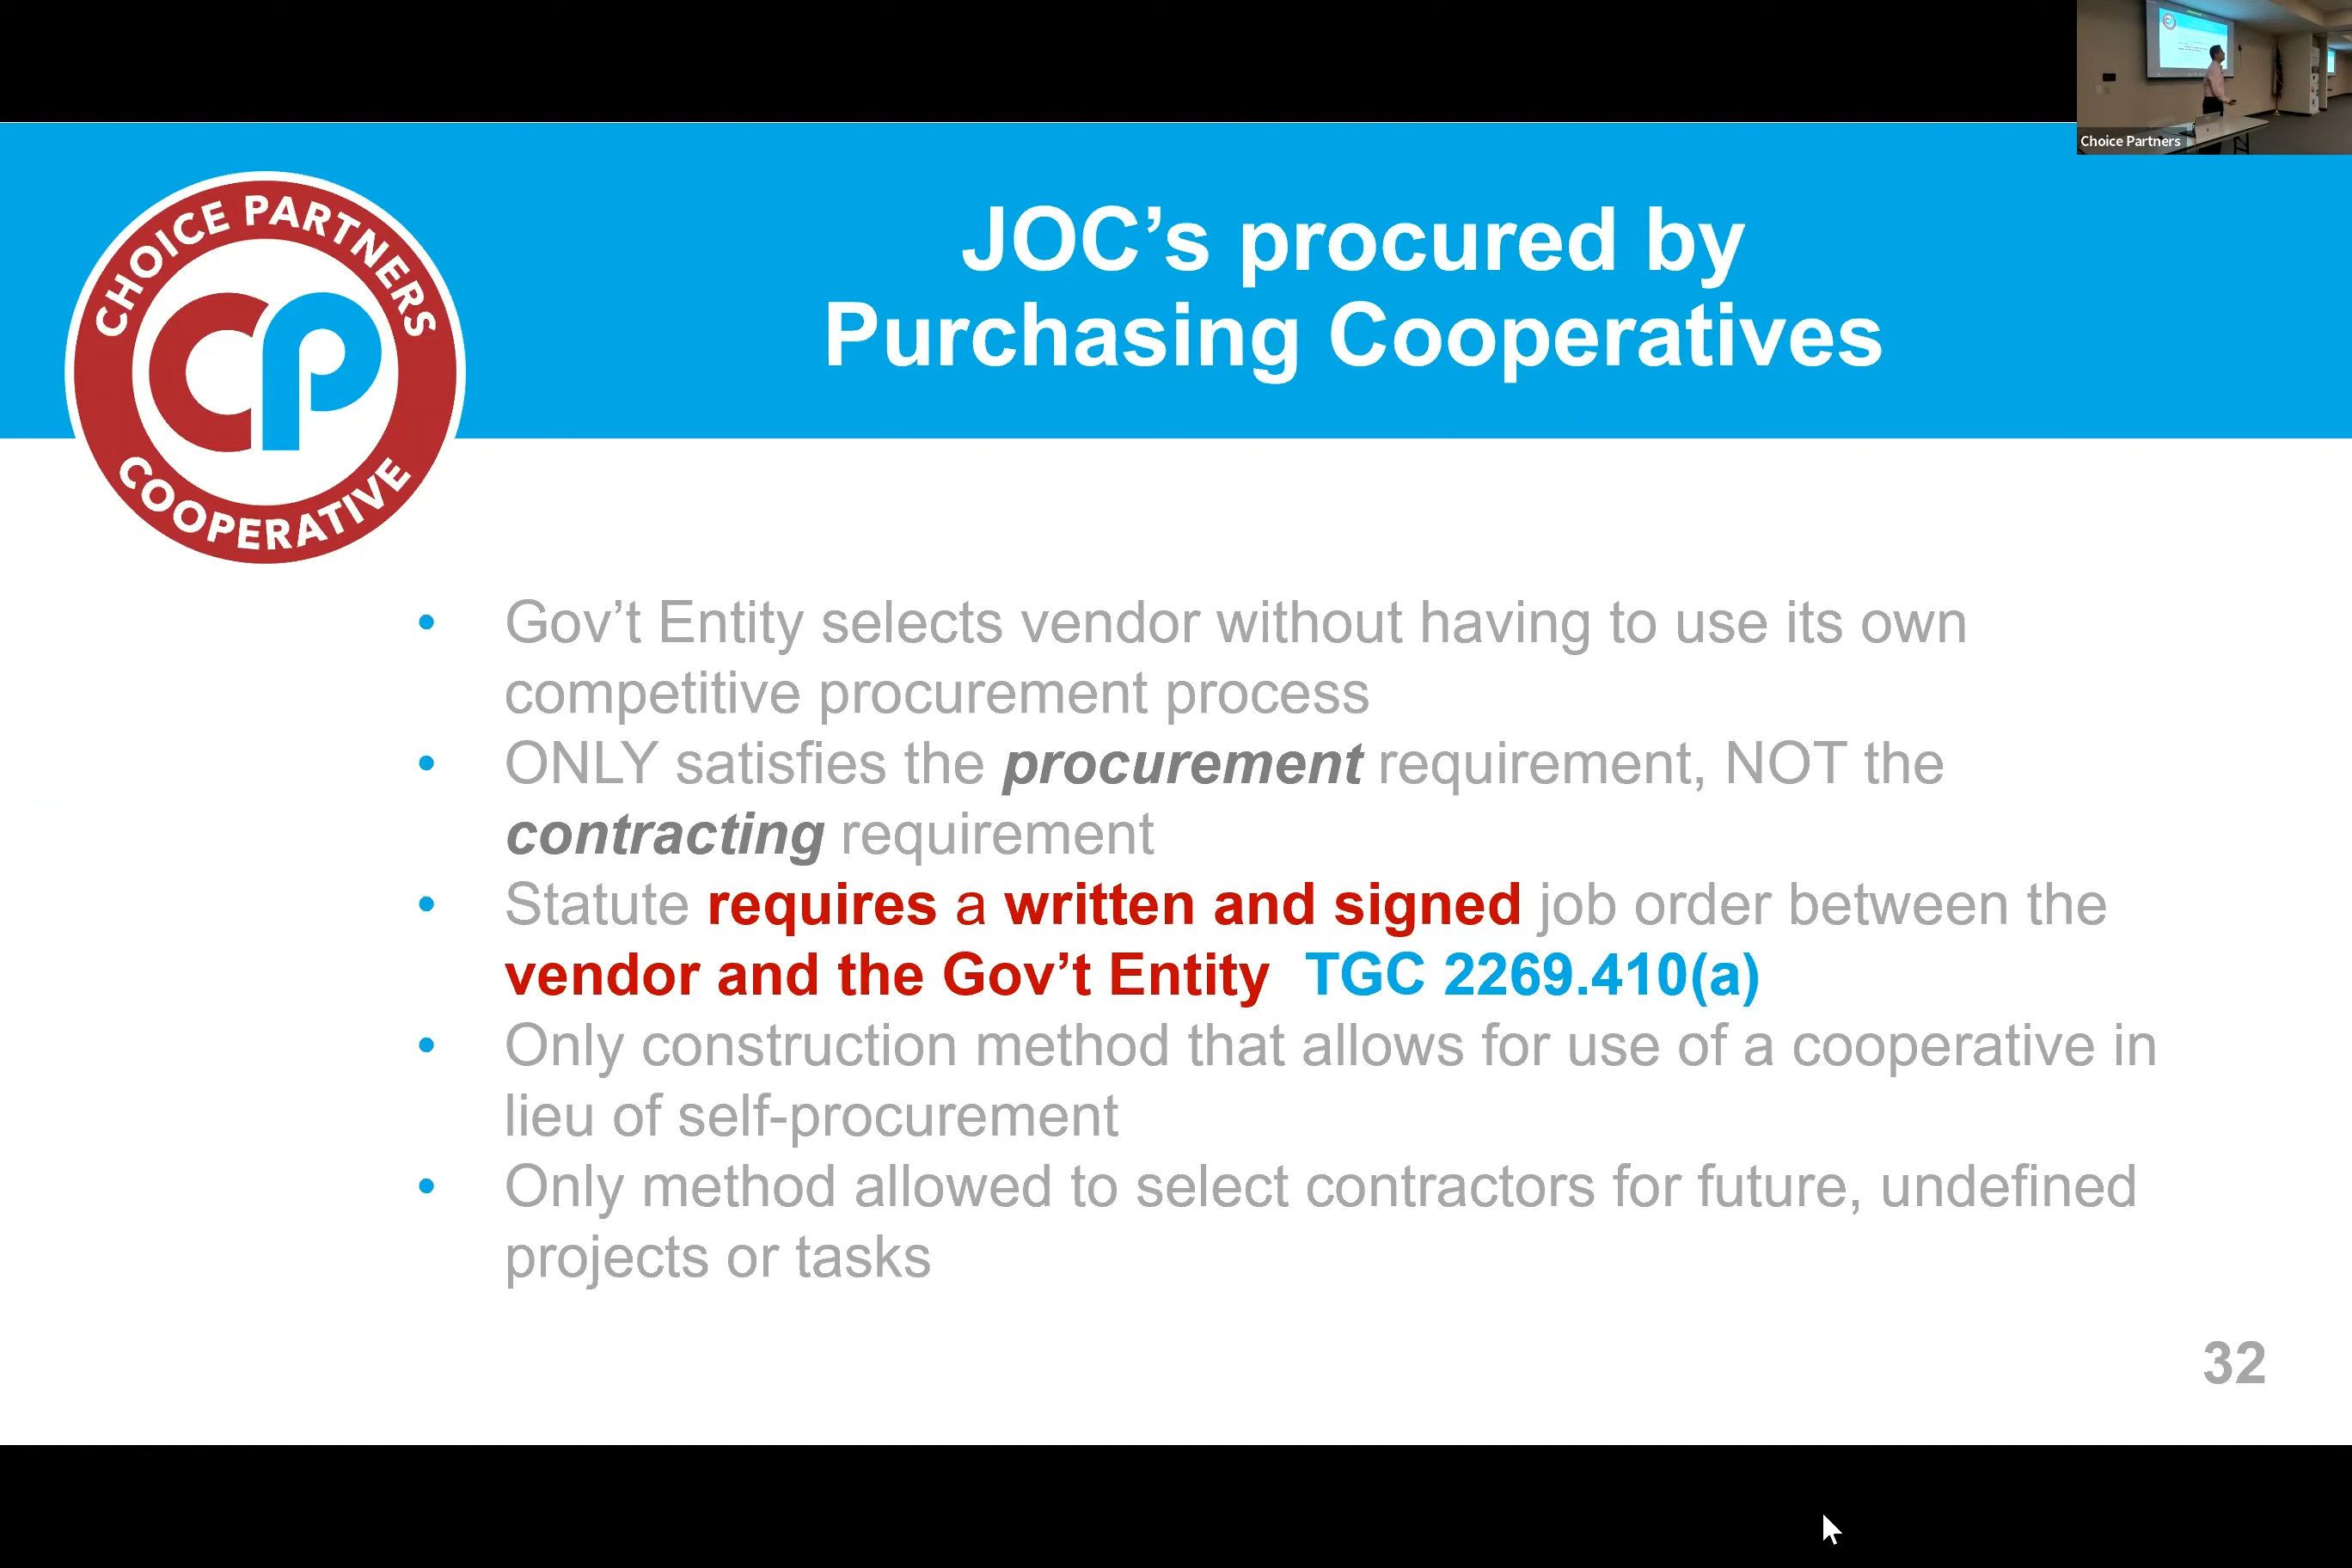 Choice Partners
CHOICE PARTNERS
CP
COOPERATIVE
JOC’s procured by
Purchasing Cooperatives
• Gov’t Entity selects vendor without having to use its own
competitive procurement process
• ONLY satisfies the procurement requirement, NOT the
contracting requirement
• Statute requires a written and signed job order between the
vendor and the Gov’t Entity TGC 2269.410(a)
• Only construction method that allows for use of a cooperative in
lieu of self-procurement
• Only method allowed to select contractors for future, undefined
projects or tasks
32